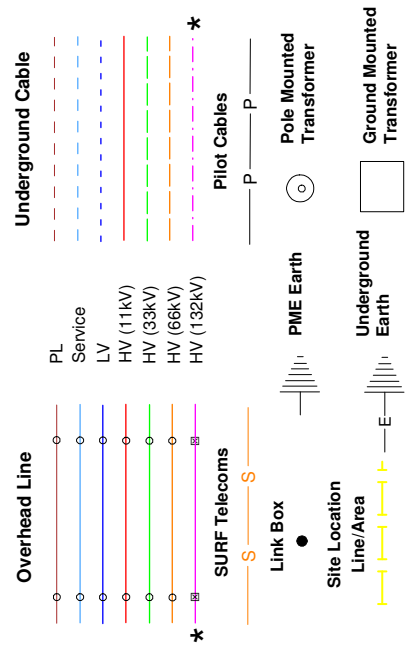 Overhead Line
Underground Cable
PL
Service
LV
HV (11kV)
HV (33kV)
HV (66kV)
* HV (132kV) *
SURF Telecoms
Pilot Cables
S S
P P
Link Box
PME Earth
Pole Mounted
Transformer
Site Location
Line/Area
E
Underground
Earth
Ground Mounted
Transformer